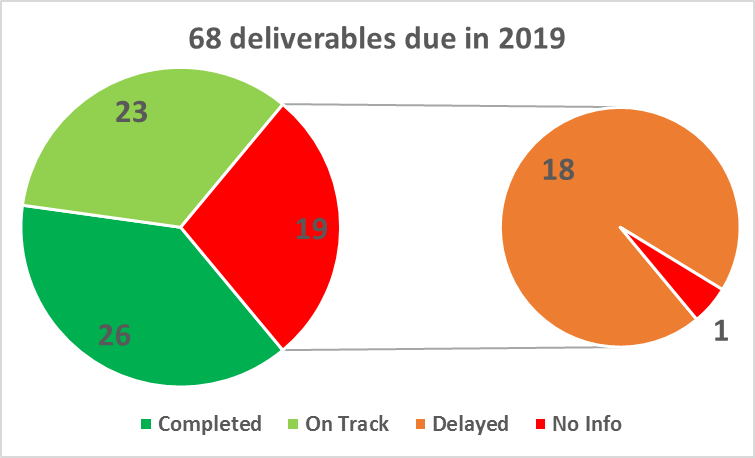 68 deliverables due in 2019
23
19
26
18
1
Completed On Track Delayed No Info